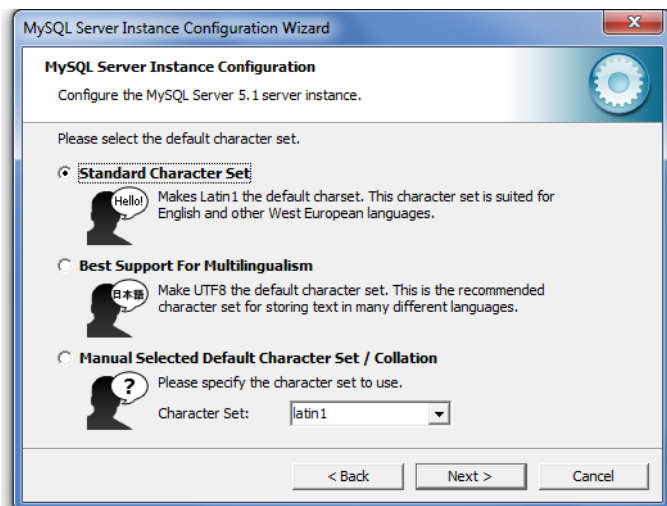 MySQL Server Instance Configuration Wizard
MySQL Server Instance Configuration
Configure the MySQL Server 5.1 server instance.
Please select the default character set.
Standard Character Set
Hello!
Makes Latin1 the default charset. This character set is suited for
English and other West European languages.
Best Support For Multilingualism
日本語
Make UTF8 the default character set. This is the recommended
character set for storing text in many different languages.
Manual Selected Default Character Set / Collation
?
Please specify the character set to use.
Character Set: latin1
< Back Next > Cancel